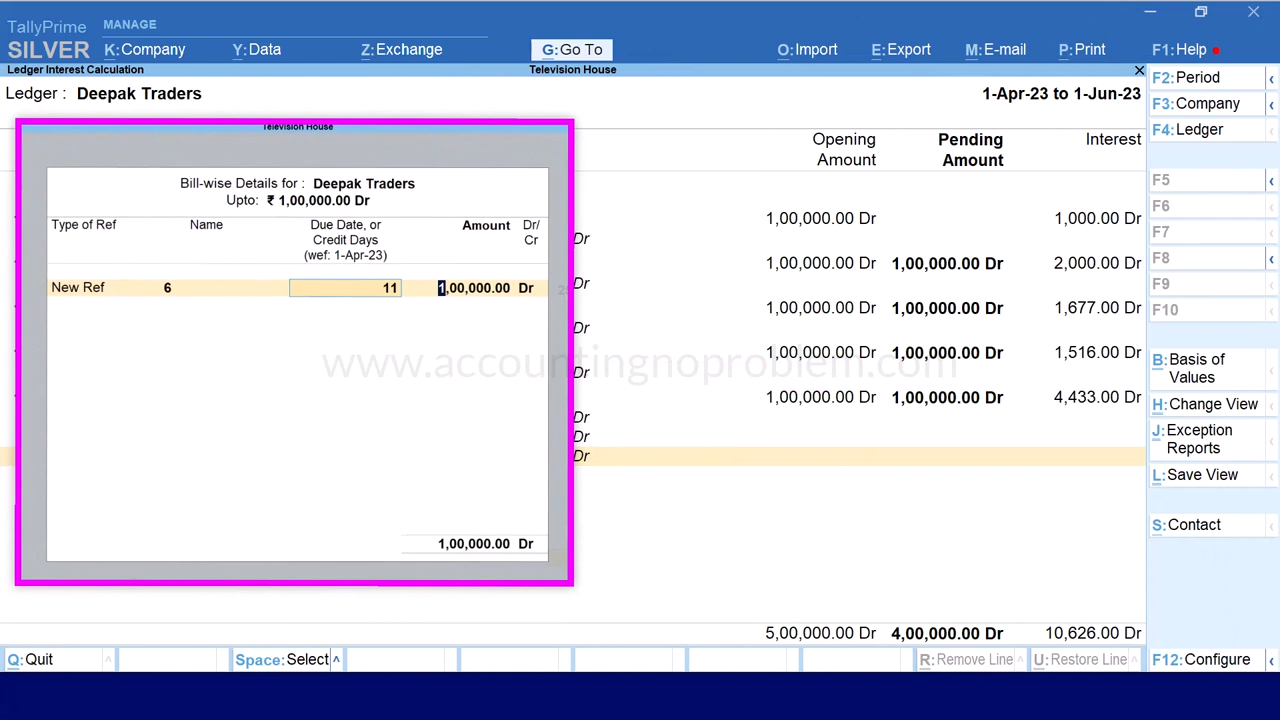 TallyPrime MANAGE
SILVER K:Company Y:Data Z:Exchange G:Go To O:Import E:Export M:E-mail P:Print F1:Help
Ledger Interest Calculation Television House
Ledger : Deepak Traders 1-Apr-23 to 1-Jun-23
F2:Period
F3:Company
F4:Ledger
F5
F6
F7
F8
F9
F10
B:Basis of
Values
H:Change View
J:Exception
Reports
L:Save View
S:Contact
F12:Configure
Opening Pending Interest
Amount Amount
1,00,000.00 Dr 1,000.00 Dr
Dr
1,00,000.00 Dr 1,00,000.00 Dr 2,000.00 Dr
Dr
1,00,000.00 Dr 1,00,000.00 Dr 1,677.00 Dr
Dr
1,00,000.00 Dr 1,00,000.00 Dr 1,516.00 Dr
Dr
1,00,000.00 Dr 1,00,000.00 Dr 4,433.00 Dr
Dr
Dr
Dr
5,00,000.00 Dr 4,00,000.00 Dr 10,626.00 Dr
Television House
Bill-wise Details for : Deepak Traders
Upto: ₹ 1,00,000.00 Dr
Type of Ref Name Due Date, or Amount Dr/
Credit Days Cr
(wef: 1-Apr-23)
New Ref 6 11 1,00,000.00 Dr
1,00,000.00 Dr
www.accountingnoproblem.com
Q:Quit Space:Select R:Remove Line U:Restore Line